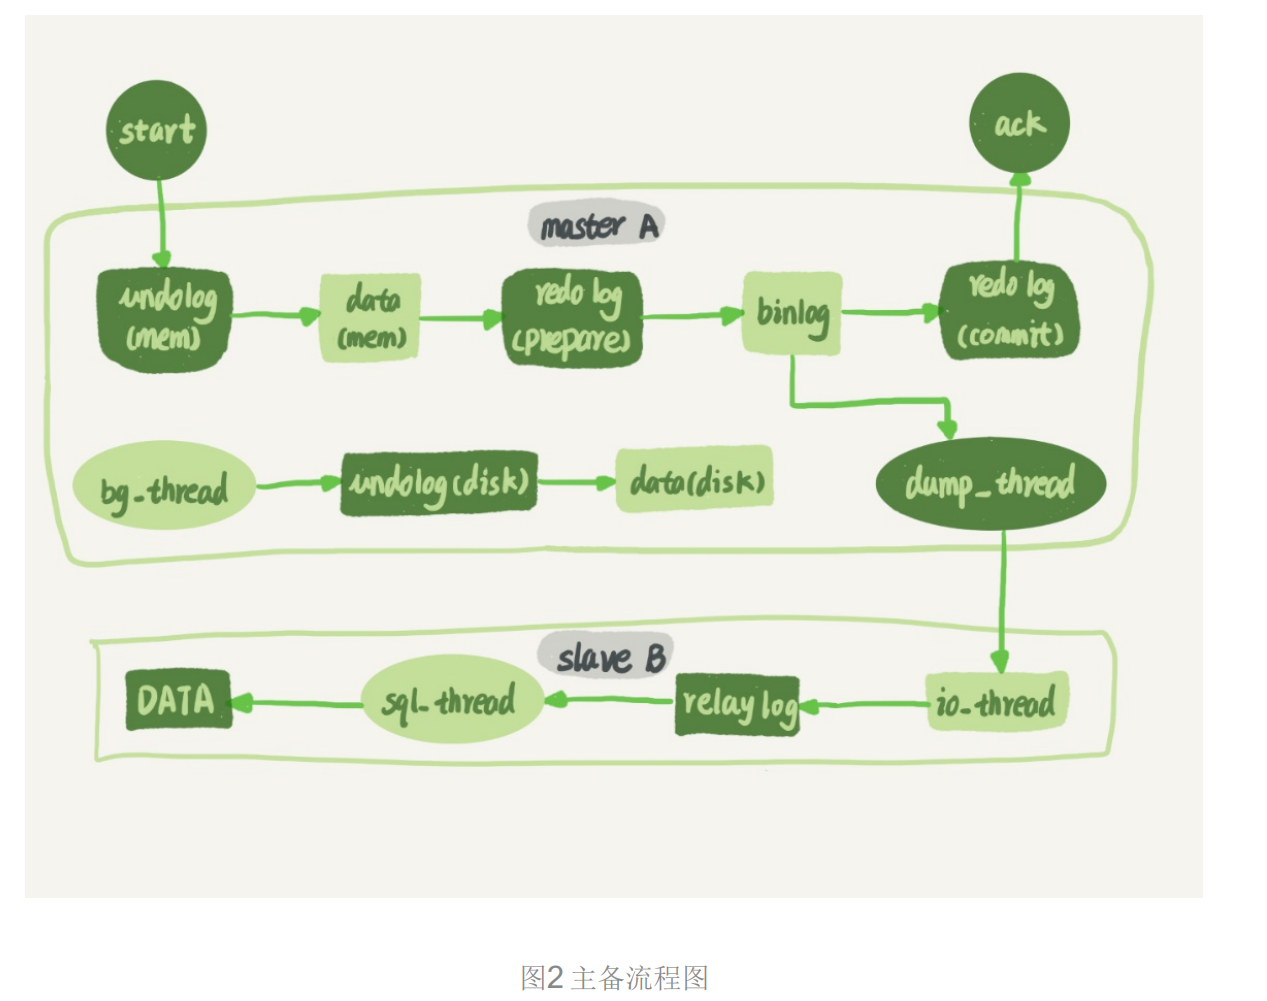 start
ack
master A
undolog
(mem)
data
(mem)
redo log
(prepare)
binlog
redo log
(commit)
bg_thread
undolog(disk)
data(disk)
dump_thread
slave B
DATA
sql_thread
relay log
io_thread
图2 主备流程图